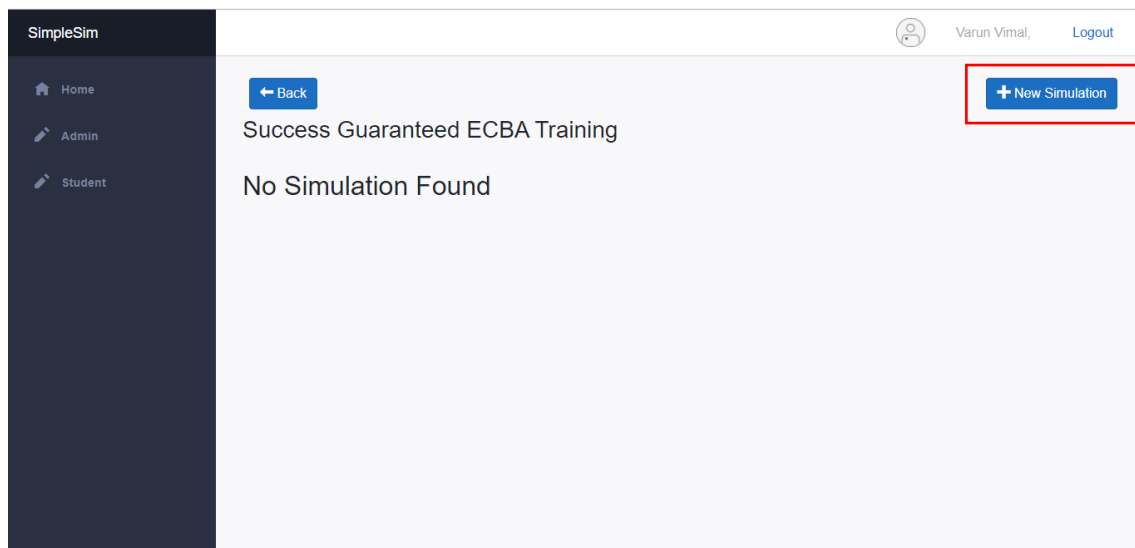 SimpleSim
Varun Vimal,
Logout
Home
Admin
Student
Back
New Simulation
Success Guaranteed ECBA Training
No Simulation Found